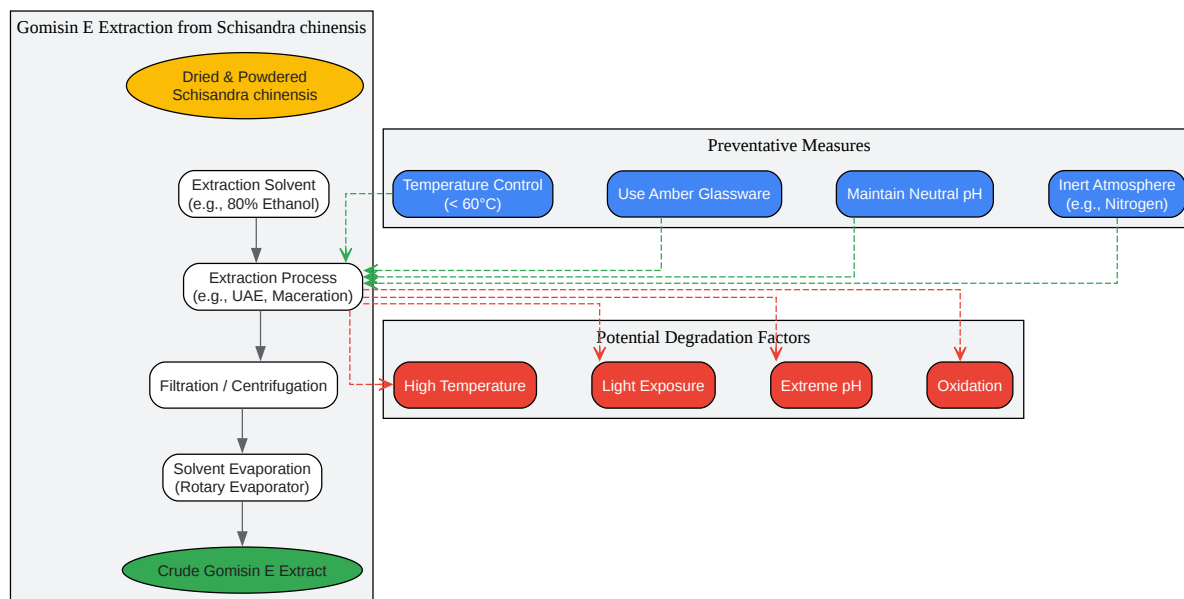 Gomisin E Extraction from Schisandra chinensis
Dried & Powdered
Schisandra chinensis
Extraction Solvent
(e.g., 80% Ethanol)
Extraction Process
(e.g., UAE, Maceration)
Filtration / Centrifugation
Solvent Evaporation
(Rotary Evaporator)
Crude Gomisin E Extract
Preventative Measures
Temperature Control
(< 60°C)
Use Amber Glassware
Maintain Neutral pH
Inert Atmosphere
(e.g., Nitrogen)
Potential Degradation Factors
High Temperature
Light Exposure
Extreme pH
Oxidation